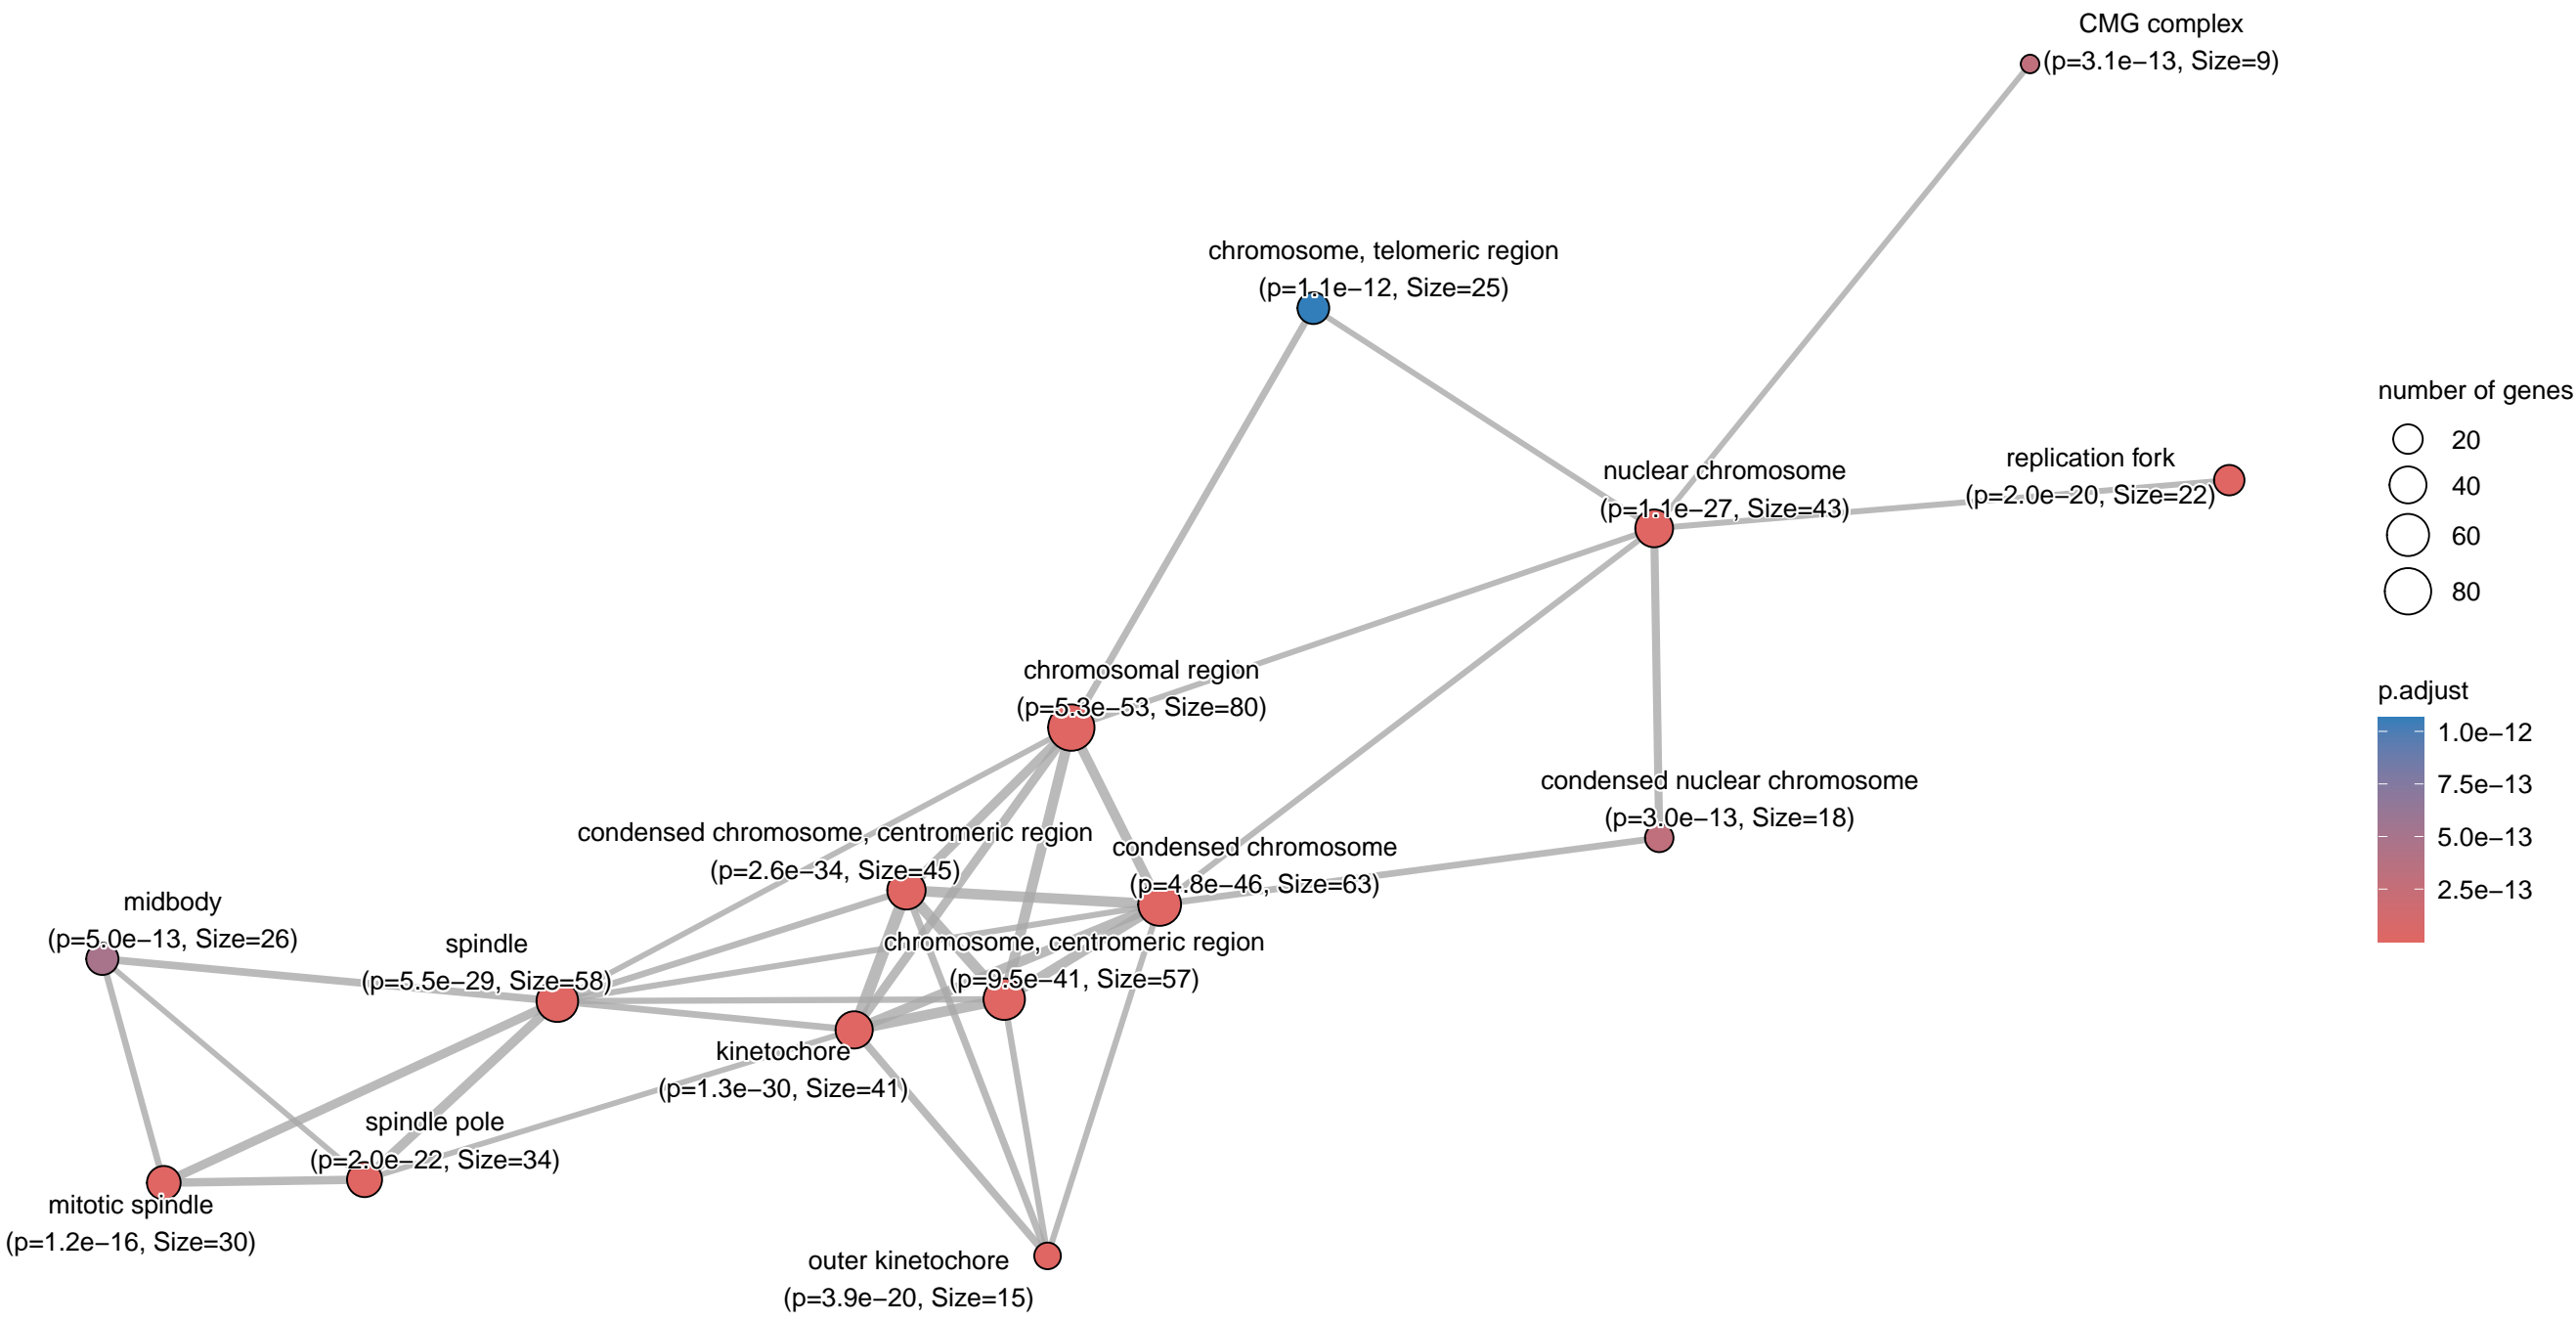 CMG complex
(p=3.1e−13, Size=9)
chromosome, telomeric region
(p=1.1e−12, Size=25)
nuclear chromosome
(p=1.1e−27, Size=43)
replication fork
(p=2.0e−20, Size=22)
chromosomal region
(p=5.3e−53, Size=80)
condensed nuclear chromosome
(p=3.0e−13, Size=18)
condensed chromosome, centromeric region
(p=2.6e−34, Size=45)
condensed chromosome
(p=4.8e−46, Size=63)
midbody
(p=5.0e−13, Size=26)
spindle
(p=5.5e−29, Size=58)
chromosome, centromeric region
(p=9.5e−41, Size=57)
kinetochore
(p=1.3e−30, Size=41)
spindle pole
(p=2.0e−22, Size=34)
mitotic spindle
(p=1.2e−16, Size=30)
outer kinetochore
(p=3.9e−20, Size=15)
number of genes
20
40
60
80
p.adjust
1.0e−12
7.5e−13
5.0e−13
2.5e−13